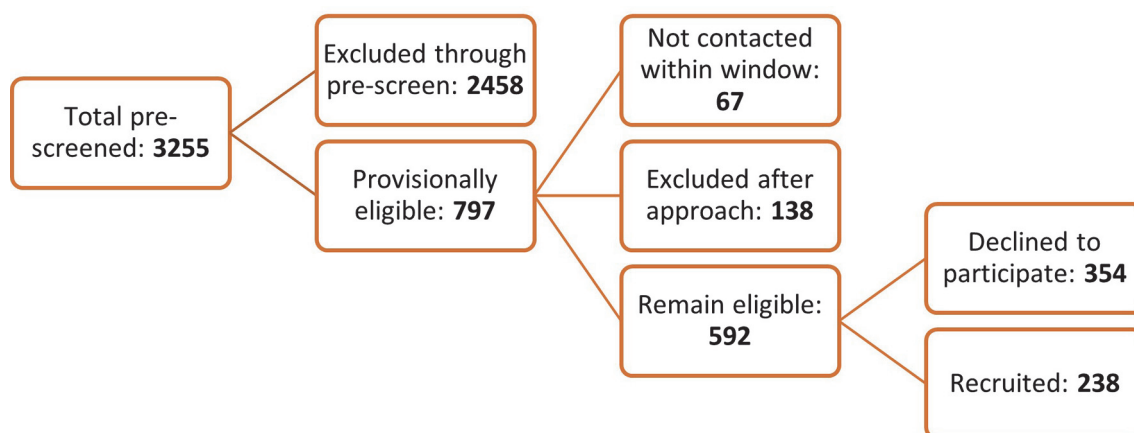 Total pre-
screened: 3255
Excluded through
pre-screen: 2458
Provisionally
eligible: 797
Not contacted
within window:
67
Excluded after
approach: 138
Remain eligible:
592
Declined to
participate: 354
Recruited: 238